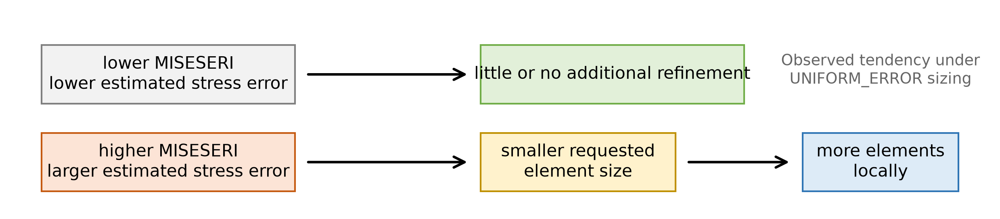 lower MISESERI
lower estimated stress error
little or no additional refinement
Observed tendency under
UNIFORM_ERROR sizing
higher MISESERI
larger estimated stress error
smaller requested
element size
more elements
locally